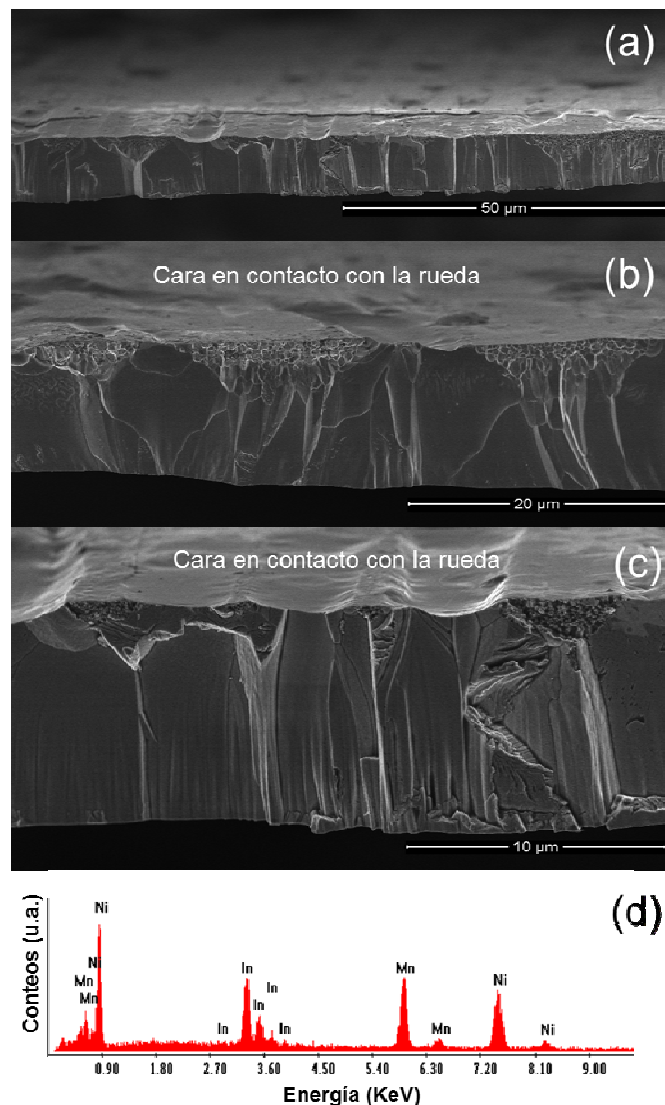 (a)
50 µm
Cara en contacto con la rueda
(b)
20 µm
Cara en contacto con la rueda
(c)
10 µm
(d)
Conteos (u.a.)
Ni
Ni
Mn
Mn
In
In
In
In
In
Mn
Mn
Ni
Ni
0.90 1.80 2.70 3.60 4.50 5.40 6.30 7.20 8.10 9.00
Energía (KeV)